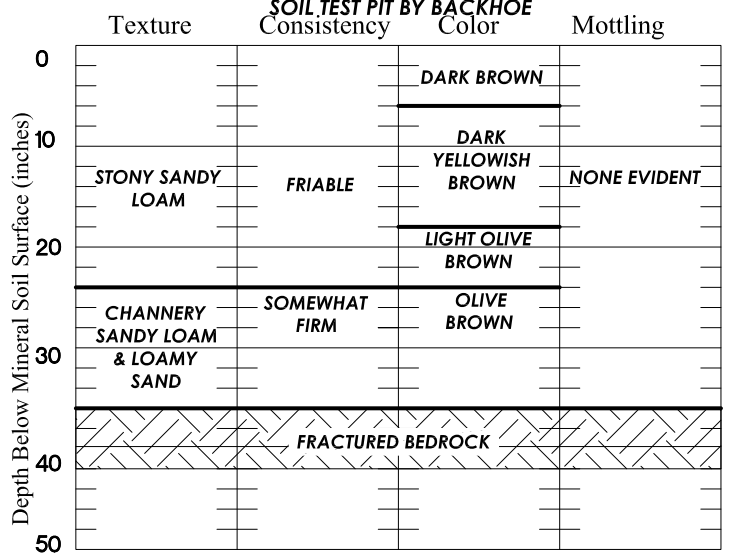 SOIL TEST PIT BY BACKHOE
Texture Consistency Color Mottling
Depth Below Mineral Soil Surface (inches)
0
10
20
30
40
50
STONY SANDY
LOAM
CHANNERY
SANDY LOAM
& LOAMY
SAND
FRIABLE
SOMEWHAT
FIRM
DARK BROWN
DARK
YELLOWISH
BROWN
LIGHT OLIVE
BROWN
OLIVE
BROWN
NONE EVIDENT
FRACTURED BEDROCK